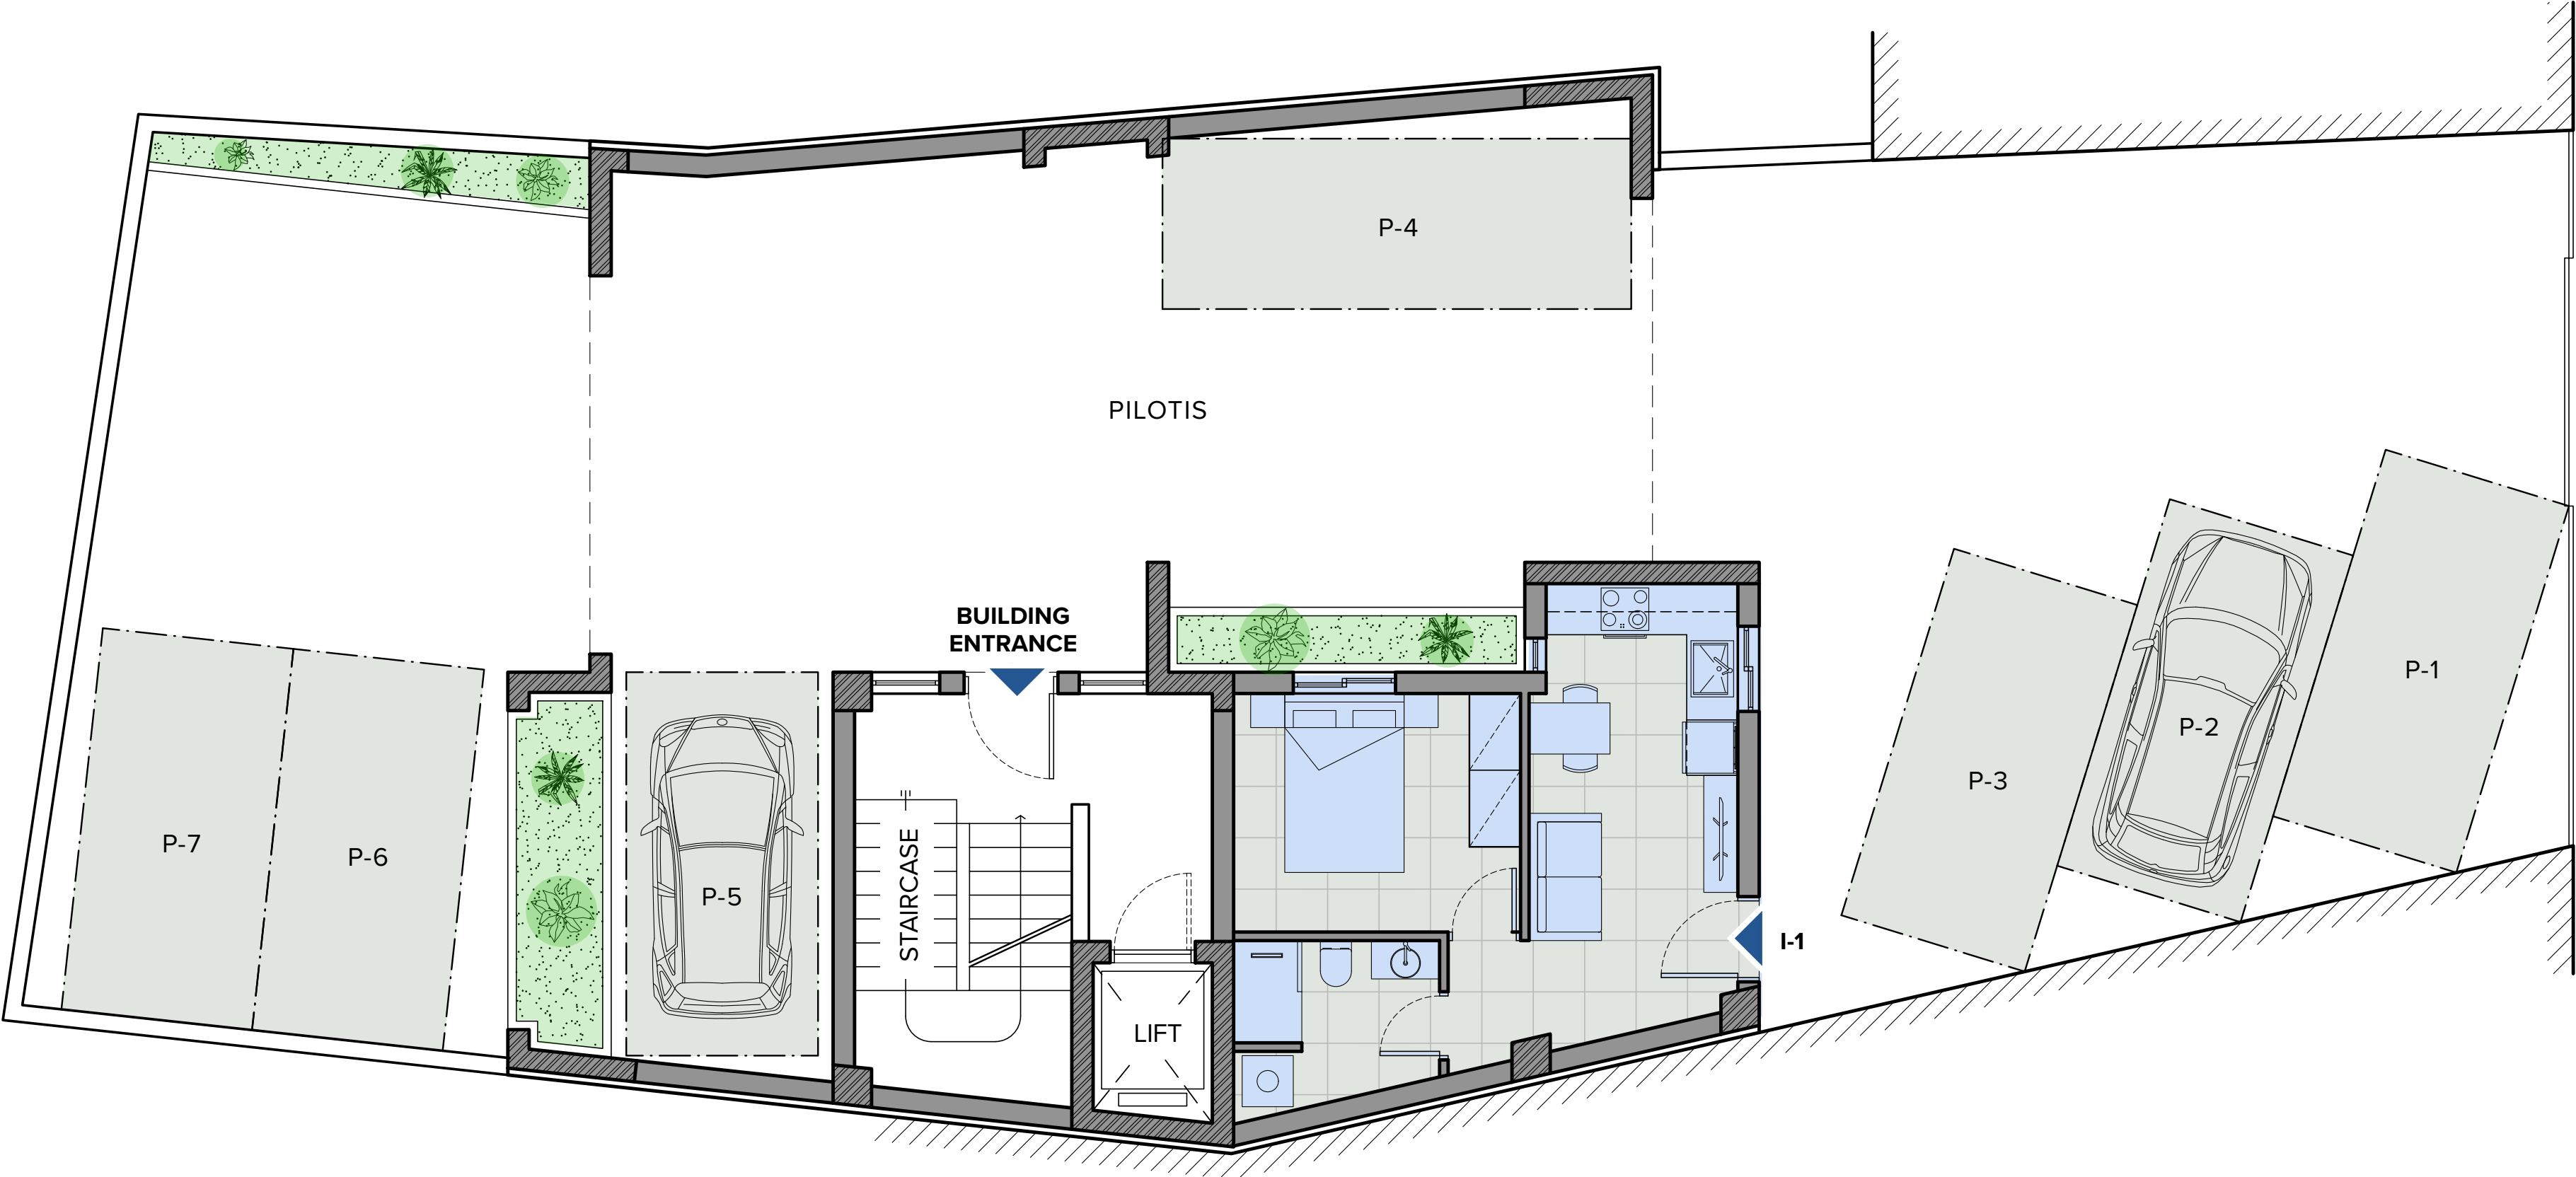 P-4
PILOTIS
BUILDING
ENTRANCE
P-1
P-2
P-3
P-7
P-6
P-5
STAIRCASE
I-1
LIFT